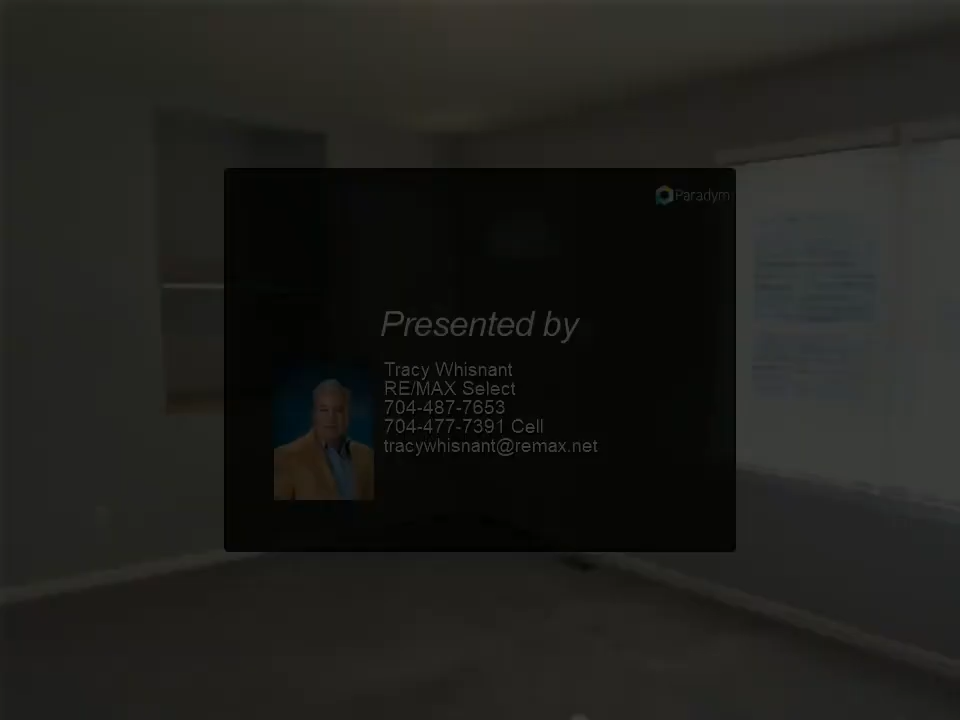 Paradym
Presented by
Tracy Whisnant
RE/MAX Select
704-487-7653
704-477-7391 Cell
tracywhisnant@remax.net